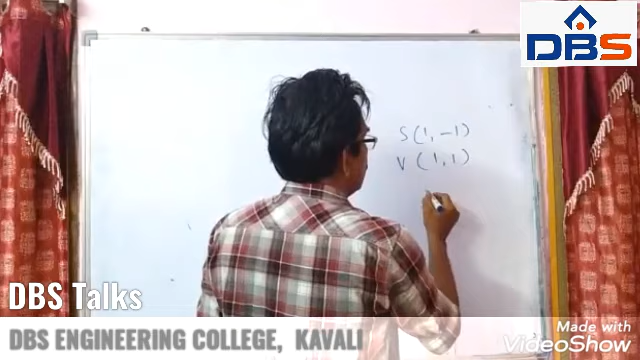 DBS
S(1,-1)
V(1,1)
DBS Talks
DBS ENGINEERING COLLEGE, KAVALI
Made with
VideoShow